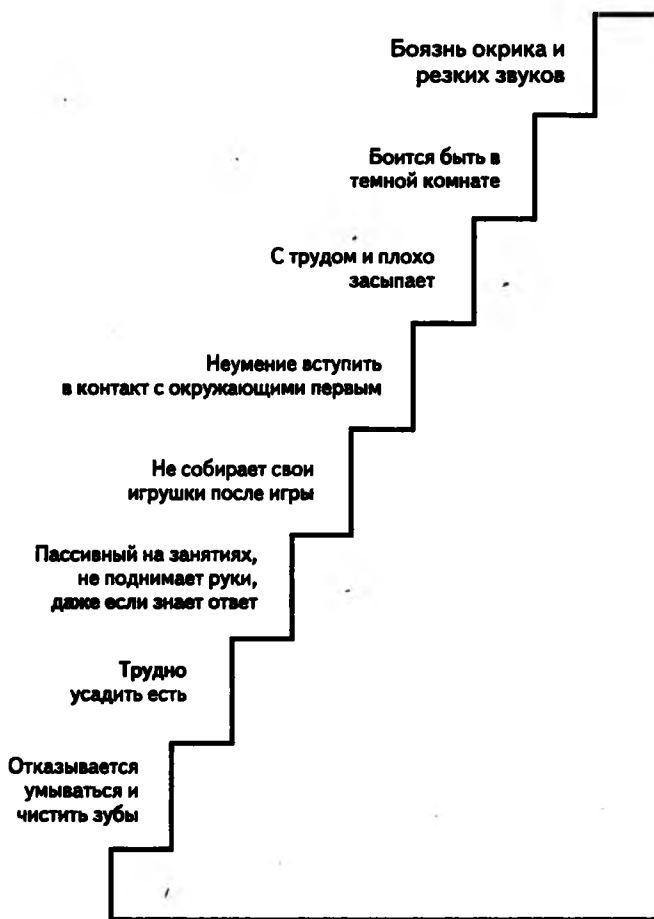 Боязнь окрика и
резких звуков
Боится быть в
темной комнате
С трудом и плохо
засыпает
Неумение вступить
в контакт с окружающими первым
Не собирает свои
игрушки после игры
Пассивный на занятиях,
не поднимает руки,
даже если знает ответ
Трудно
усадить есть
Отказывается
умываться и
чистить зубы